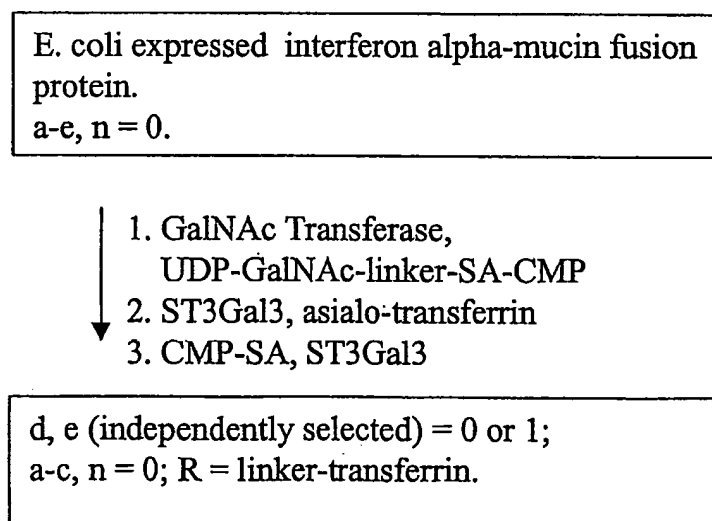 E. coli expressed interferon alpha-mucin fusion
protein.
a-e, n = 0.
1. GalNAc Transferase,
UDP-GalNAc-linker-SA-CMP
2. ST3Gal3, asialo-transferrin
3. CMP-SA, ST3Gal3
d, e (independently selected) = 0 or 1;
a-c, n = 0; R = linker-transferrin.